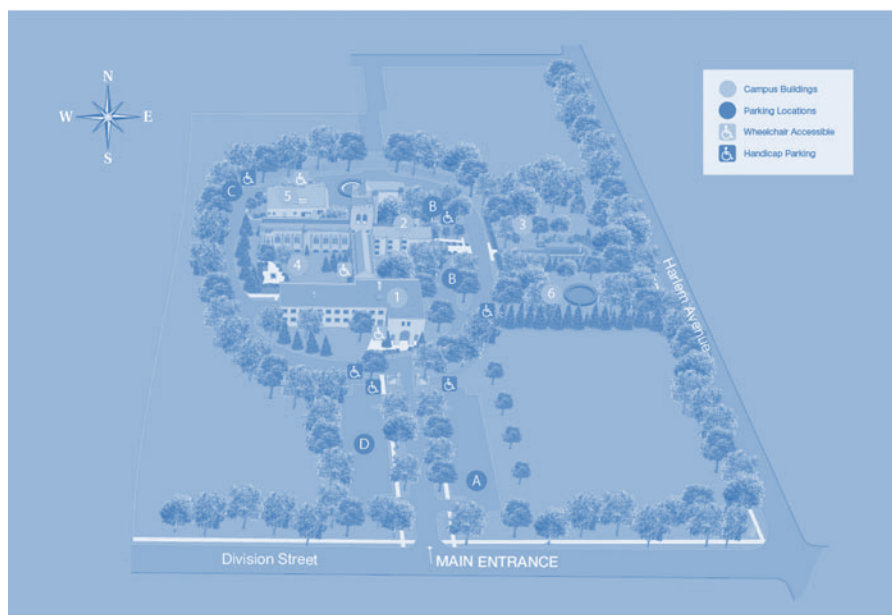 N
W E
S
Campus Buildings
Parking Locations
Wheelchair Accessible
Handicap Parking
C
5
B
2
3
4
B
6
1
Harlem Avenue
D
A
Division Street
MAIN ENTRANCE